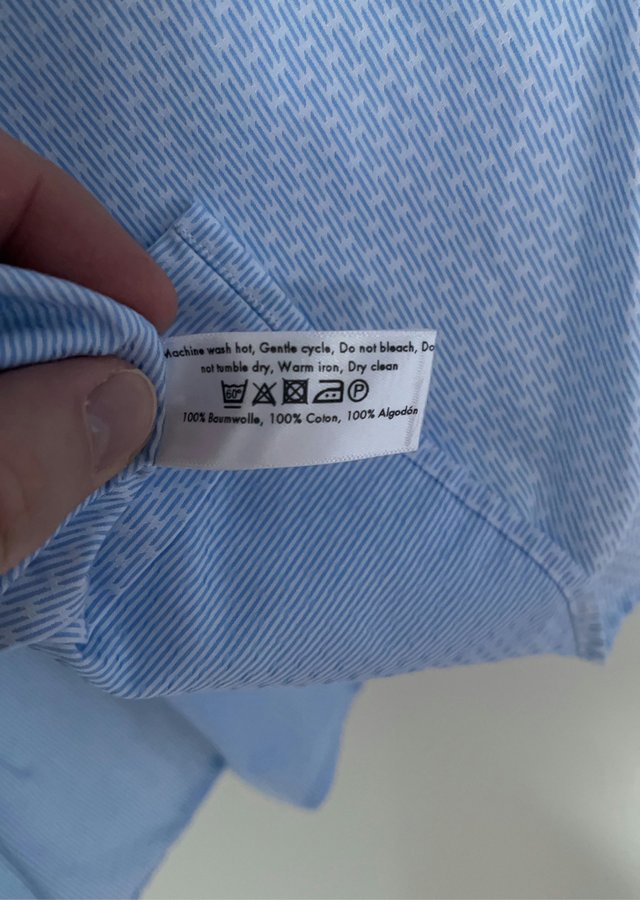 Machine wash hot, Gentle cycle, Do not bleach, Do
not tumble dry, Warm iron, Dry clean
60° P
100% Baumwolle, 100% Coton, 100% Algodón